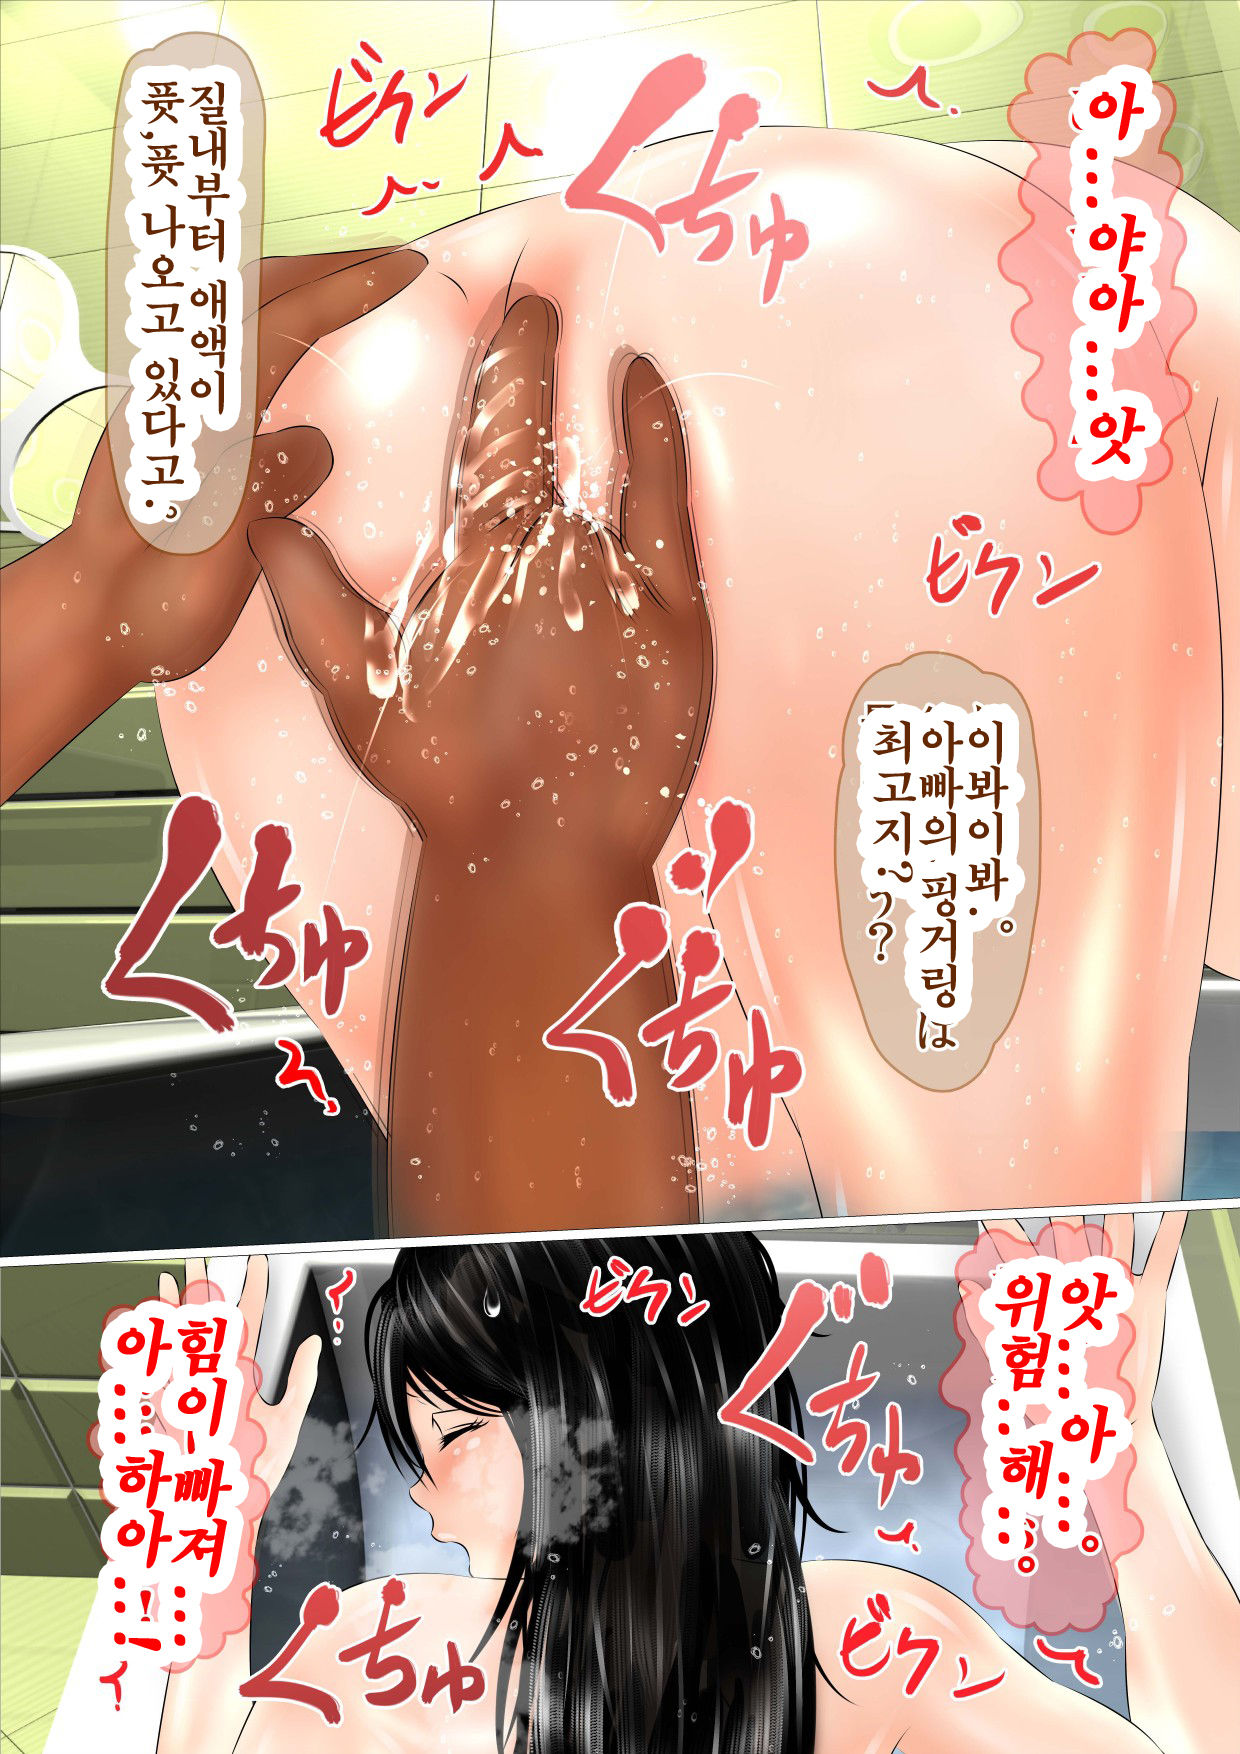 아…야아…앗
질내부터 애액이
퓻,퓻 나오고 있다고.
이봐이봐.
아빠의 핑거링は
최고지?
ビクン
くちゅ
ビクン
くちゅ
くちゅ
앗…아….
위험…해….
힘이 빠져…
아…하아…!
ビクン
ぐちゅ
くちゅ
ビクン